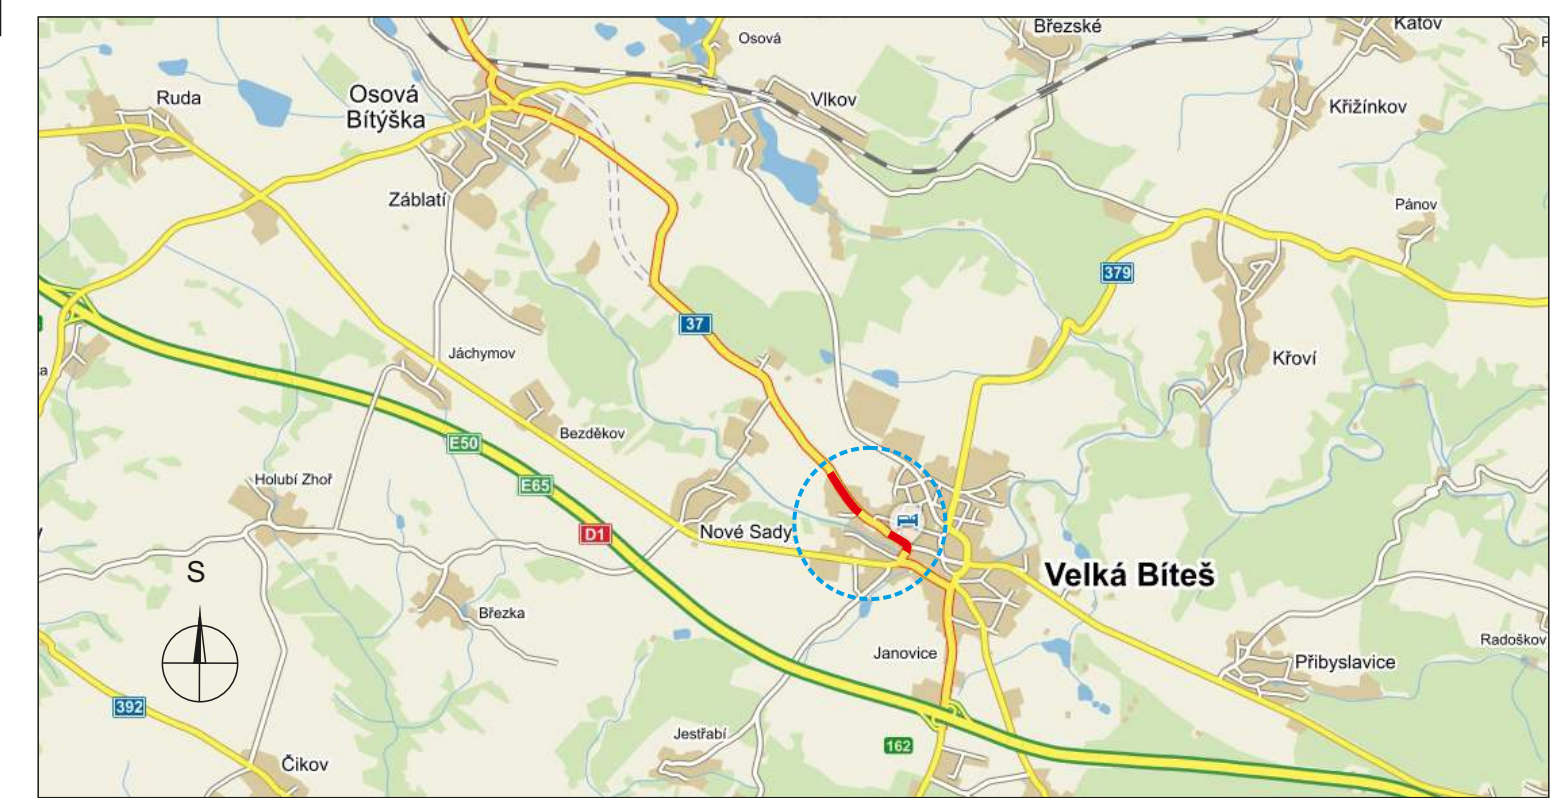 Březské
Katov
Osová
Ruda
Osová
Bítýška
Vlkov
Křižínkov
Záblatí
Pánov
379
37
Jáchymov
Křoví
a
Bezděkov
E50
Holubí Zhoř
E65
D1
Nové Sady
S
Velká Bíteš
Březka
Radoškov
Janovice
Přibyslavice
392
Jestřabí
162
Čikov